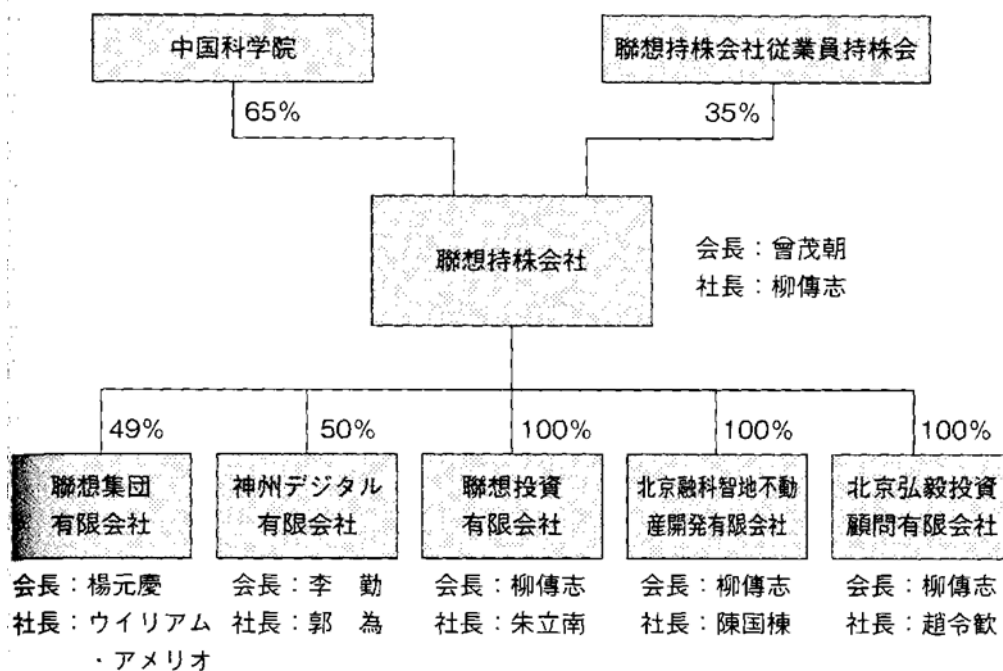 中国科学院
聯想持株会社従業員持株会
65%
35%
聯想持株会社
会長：曾茂朝
社長：柳傳志
49%
50%
100%
100%
100%
聯想集団
有限会社
神州デジタル
有限会社
聯想投資
有限会社
北京融科智地不動
産開発有限会社
北京弘毅投資
顧問有限会社
会長：楊元慶
社長：ウイリアム
・アメリオ
会長：李　勤
社長：郭　為
会長：柳傳志
社長：朱立南
会長：柳傳志
社長：陳国棟
会長：柳傳志
社長：趙令歓